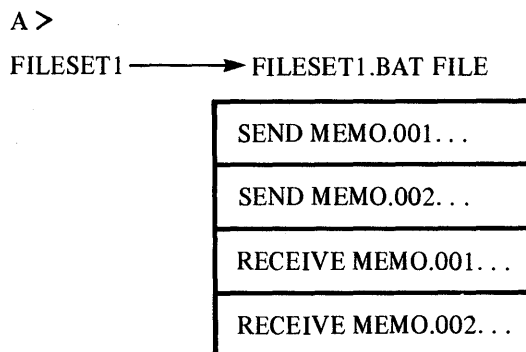 A >
FILESET1 FILESET1.BAT FILE
SEND MEMO.001. . .
SEND MEMO.002. . .
RECEIVE MEMO.001. . .
RECEIVE MEMO.002. . .